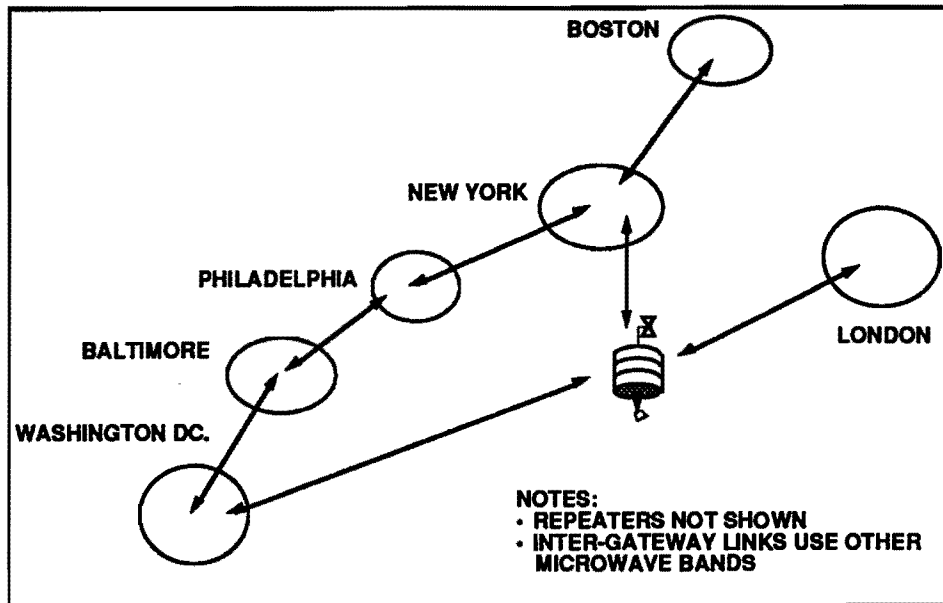 BOSTON
NEW YORK
PHILADELPHIA
BALTIMORE
LONDON
WASHINGTON DC.
NOTES:
• REPEATERS NOT SHOWN
• INTER-GATEWAY LINKS USE OTHER
MICROWAVE BANDS